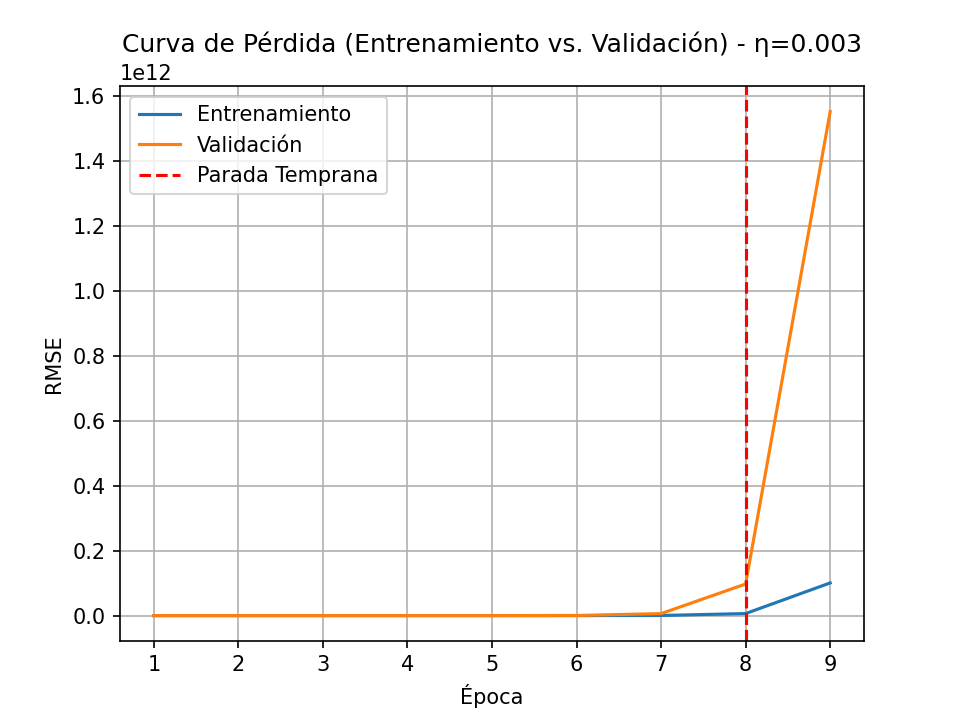 Curva de Pérdida (Entrenamiento vs. Validación) - η=0.003
1e12
1.6
1.4
1.2
1.0
0.8
0.6
0.4
0.2
0.0
RMSE
Entrenamiento
Validación
Parada Temprana
1 2 3 4 5 6 7 8 9
Época